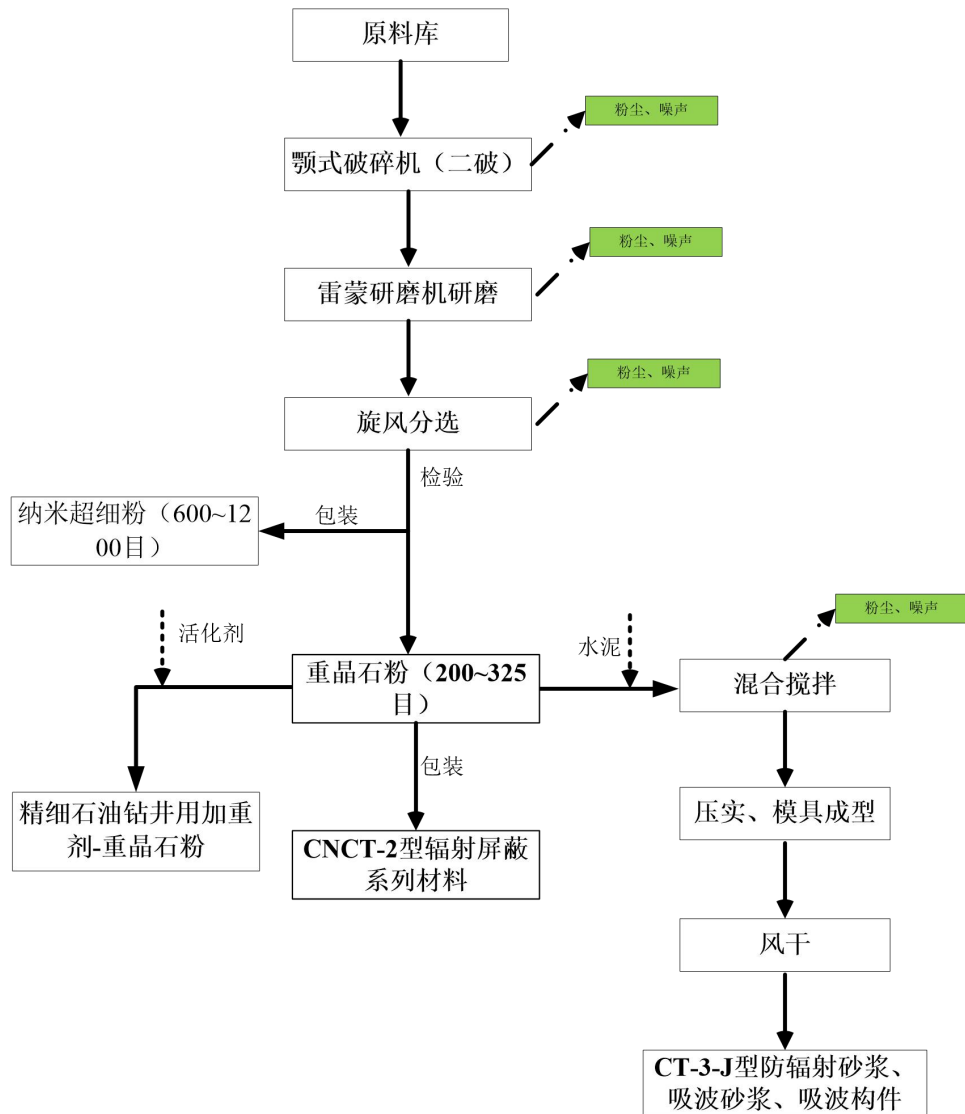 原料库
粉尘、噪声
颚式破碎机（二破）
粉尘、噪声
雷蒙研磨机研磨
粉尘、噪声
旋风分选
检验
纳米超细粉（600~12
00目）
包装
粉尘、噪声
活化剂
水泥
重晶石粉（200~325
目）
混合搅拌
包装
精细石油钻井用加重
剂-重晶石粉
压实、模具成型
CNCT-2型辐射屏蔽
系列材料
风干
CT-3-J型防辐射砂浆、
吸波砂浆、吸波构件